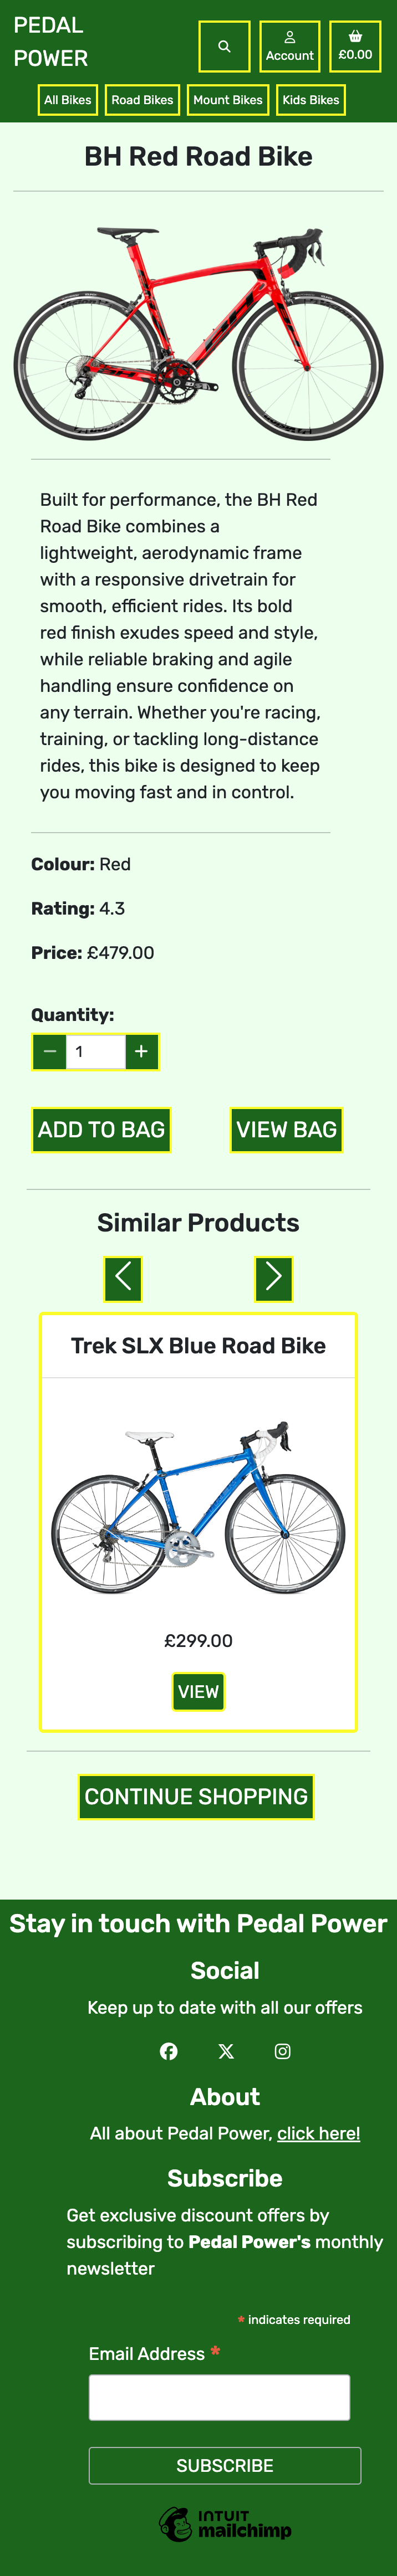 PEDAL
POWER
Account
£0.00
All Bikes
Road Bikes
Mount Bikes
Kids Bikes
BH Red Road Bike
Built for performance, the BH Red
Road Bike combines a
lightweight, aerodynamic frame
with a responsive drivetrain for
smooth, efficient rides. Its bold
red finish exudes speed and style,
while reliable braking and agile
handling ensure confidence on
any terrain. Whether you're racing,
training, or tackling long-distance
rides, this bike is designed to keep
you moving fast and in control.
Colour: Red
Rating: 4.3
Price: £479.00
Quantity:
1
ADD TO BAG
VIEW BAG
Similar Products
Trek SLX Blue Road Bike
£299.00
VIEW
CONTINUE SHOPPING
Stay in touch with Pedal Power
Social
Keep up to date with all our offers
About
All about Pedal Power, click here!
Subscribe
Get exclusive discount offers by
subscribing to Pedal Power's monthly
newsletter
* indicates required
Email Address *
SUBSCRIBE
INTUIT
mailchimp